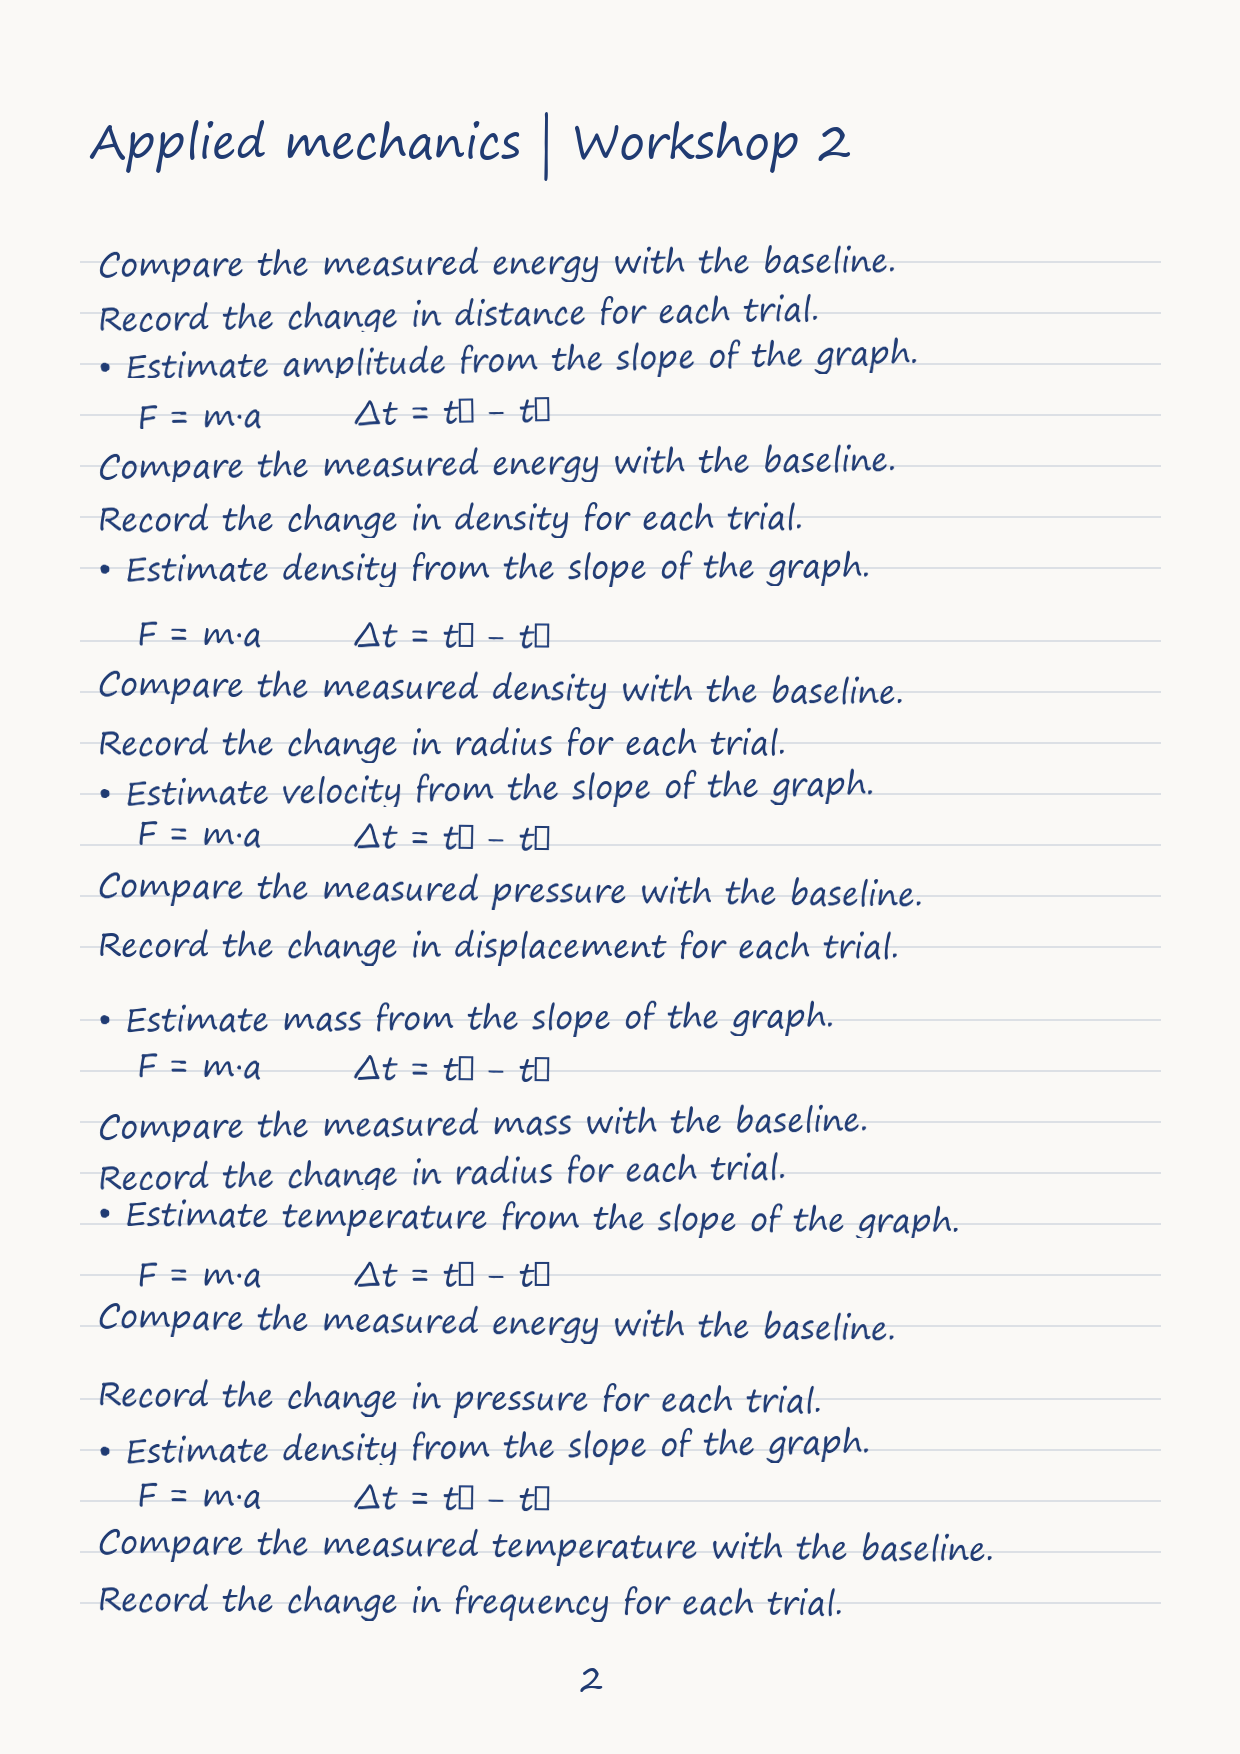 Applied mechanics | Workshop 2
Compare the measured energy with the baseline.
Record the change in distance for each trial.
• Estimate amplitude from the slope of the graph.
F = m·a Δt = t▯ − t▯
Compare the measured energy with the baseline.
Record the change in density for each trial.
• Estimate density from the slope of the graph.
F = m·a Δt = t▯ − t▯
Compare the measured density with the baseline.
Record the change in radius for each trial.
• Estimate velocity from the slope of the graph.
F = m·a Δt = t▯ − t▯
Compare the measured pressure with the baseline.
Record the change in displacement for each trial.
• Estimate mass from the slope of the graph.
F = m·a Δt = t▯ − t▯
Compare the measured mass with the baseline.
Record the change in radius for each trial.
• Estimate temperature from the slope of the graph.
F = m·a Δt = t▯ − t▯
Compare the measured energy with the baseline.
Record the change in pressure for each trial.
• Estimate density from the slope of the graph.
F = m·a Δt = t▯ − t▯
Compare the measured temperature with the baseline.
Record the change in frequency for each trial.
2